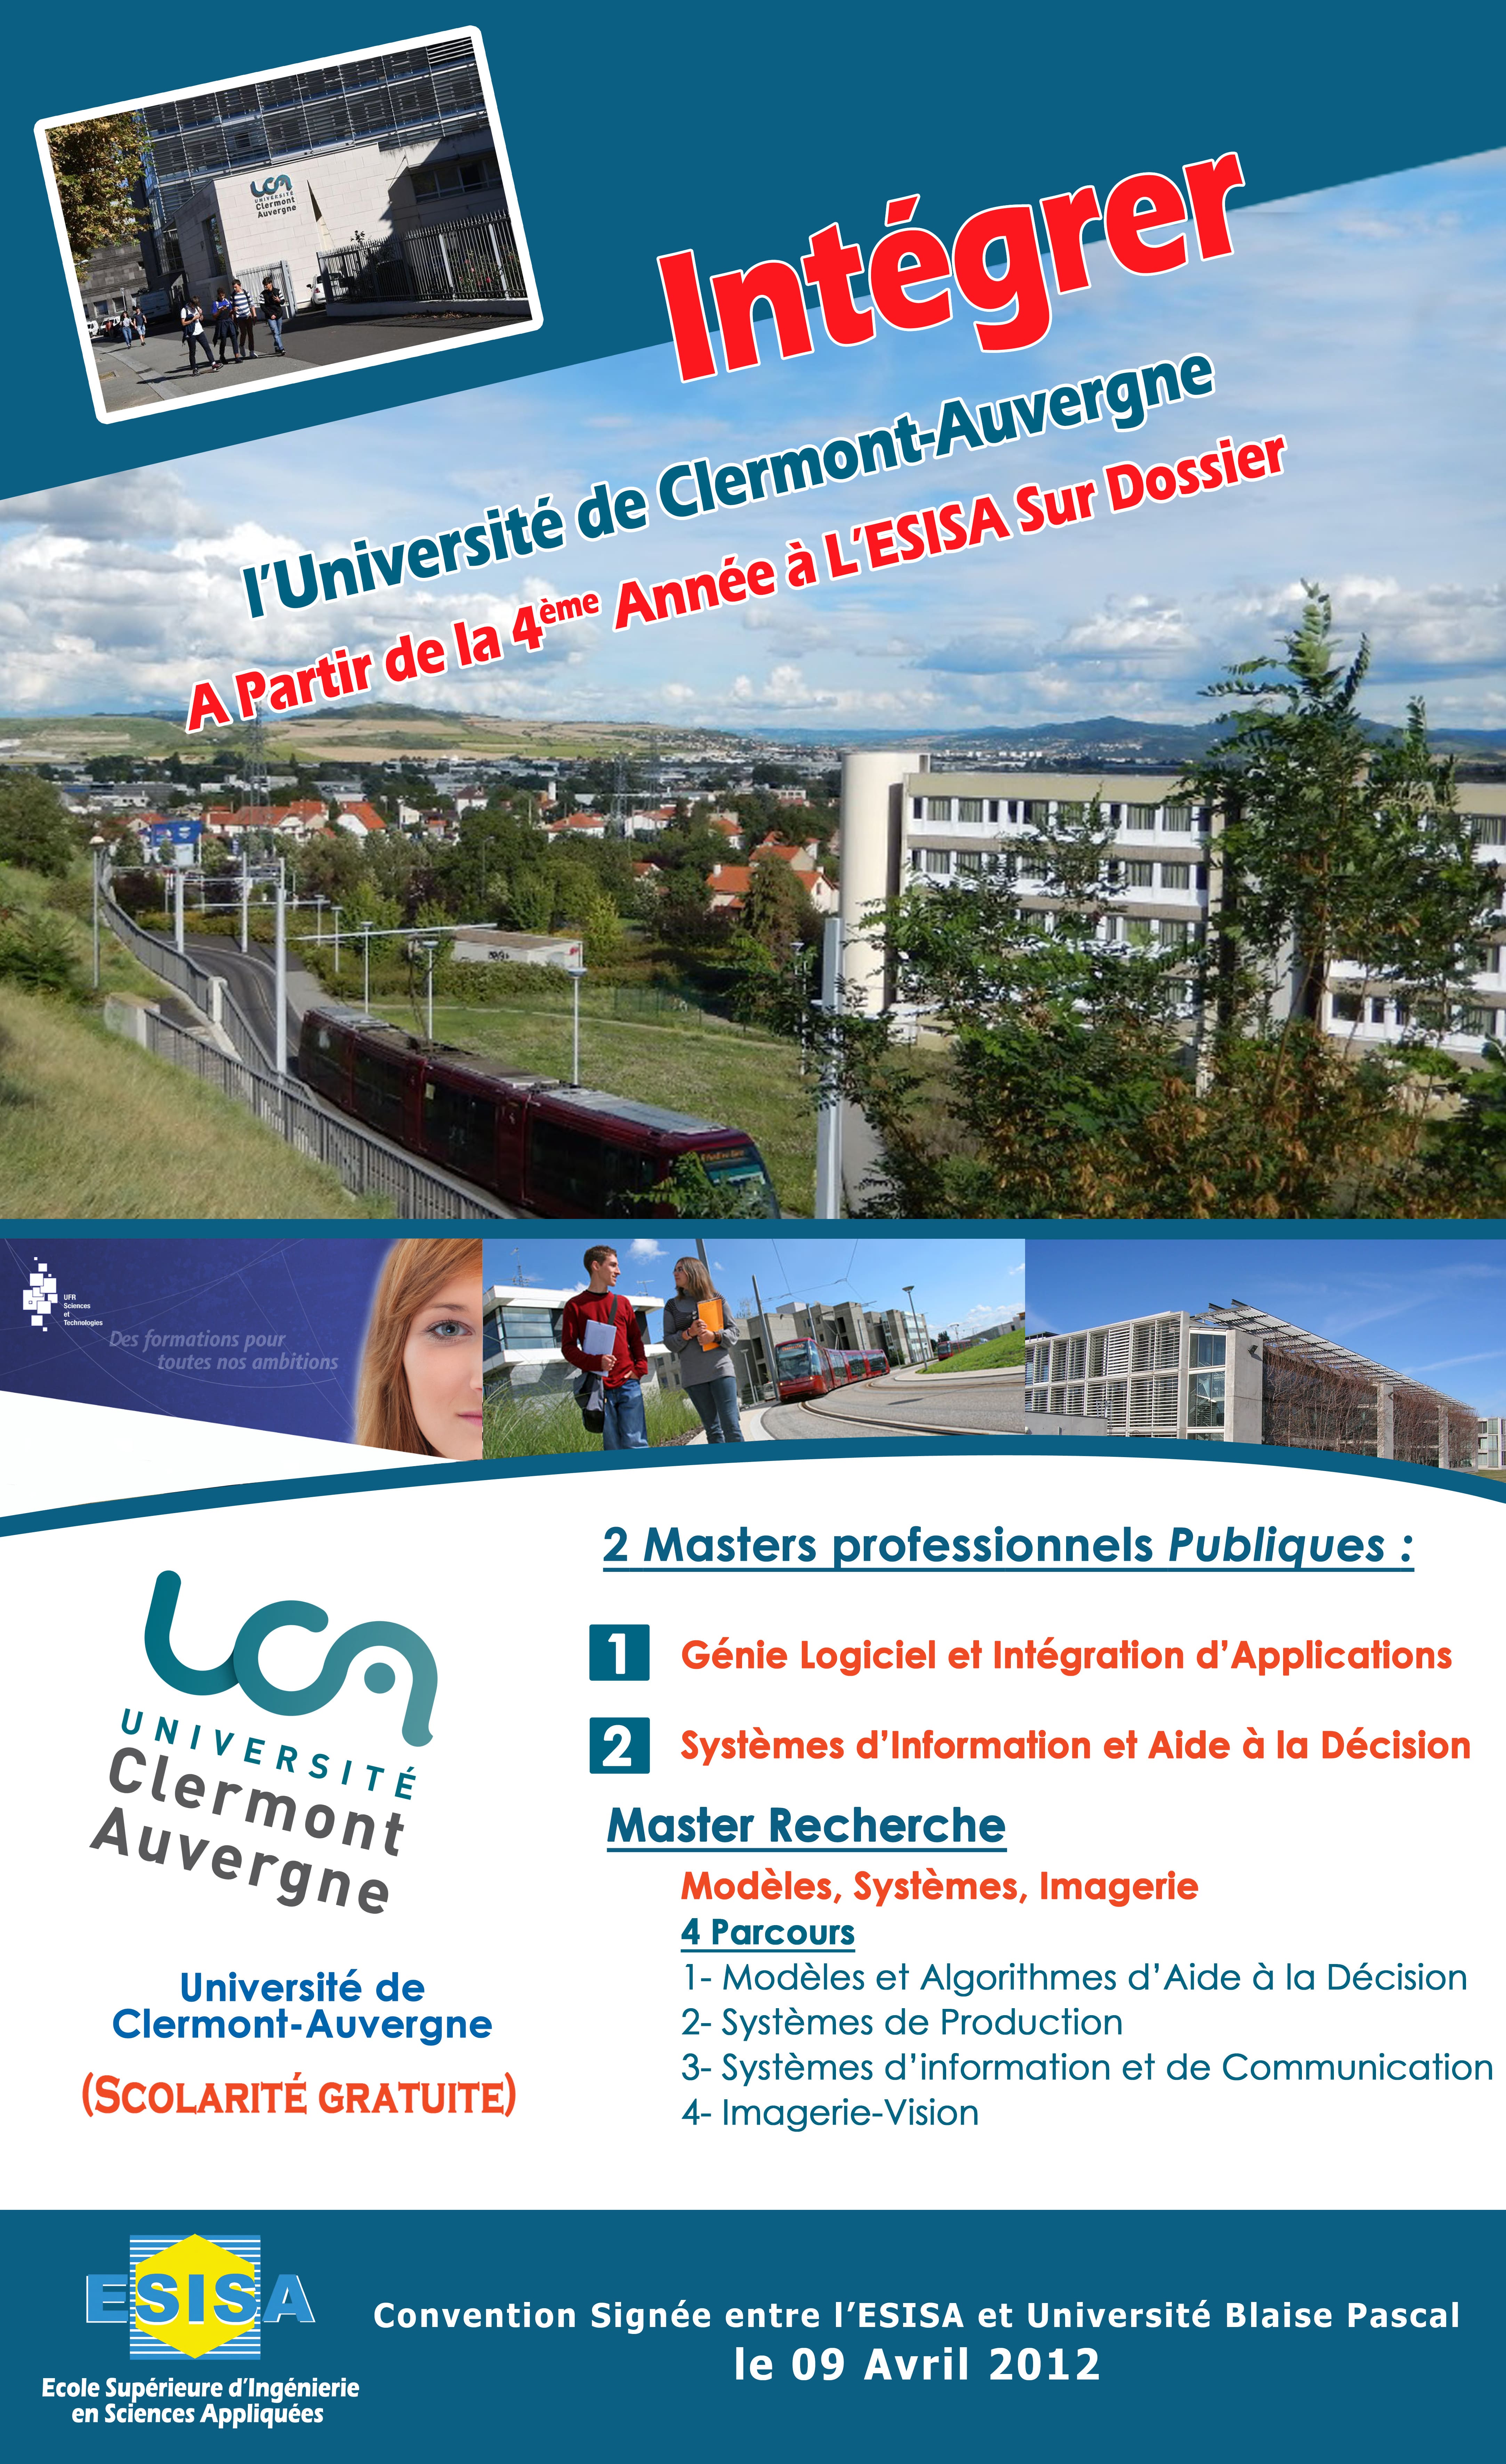 UCA
UNIVERSITÉ
Clermont
Auvergne
Intégrer
l'Université de Clermont-Auvergne
A Partir de la 4ème Année à L'ESISA Sur Dossier
UFR
Sciences
et
Technologies
Des formations pour
toutes nos ambitions
2 Masters professionnels Publiques :
1 Génie Logiciel et Intégration d'Applications
2 Systèmes d'Information et Aide à la Décision
Master Recherche
Modèles, Systèmes, Imagerie
4 Parcours
1- Modèles et Algorithmes d'Aide à la Décision
2- Systèmes de Production
3- Systèmes d'information et de Communication
4- Imagerie-Vision
UCA
UNIVERSITÉ
Clermont
Auvergne
Université de
Clermont-Auvergne
(SCOLARITÉ GRATUITE)
ESISA
Ecole Supérieure d'Ingénierie
en Sciences Appliquées
Convention Signée entre l'ESISA et Université Blaise Pascal
le 09 Avril 2012